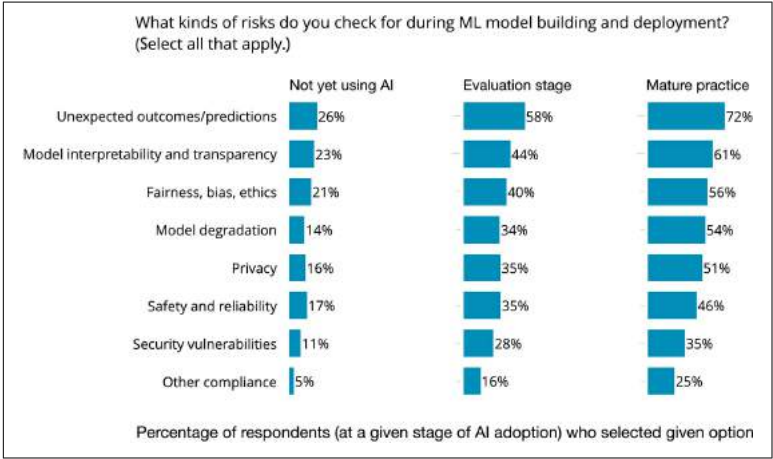 What kinds of risks do you check for during ML model building and deployment?
(Select all that apply.)
Not yet using AI Evaluation stage Mature practice
Unexpected outcomes/predictions 26% 58% 72%
Model interpretability and transparency 23% 44% 61%
Fairness, bias, ethics 21% 40% 56%
Model degradation 14% 34% 54%
Privacy 16% 35% 51%
Safety and reliability 17% 35% 46%
Security vulnerabilities 11% 28% 35%
Other compliance 5% 16% 25%
Percentage of respondents (at a given stage of AI adoption) who selected given option